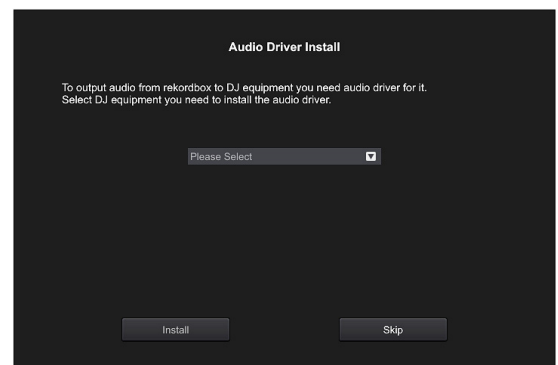 Audio Driver Install
To output audio from rekordbox to DJ equipment you need audio driver for it.
Select DJ equipment you need to install the audio driver.
Please Select
Install
Skip